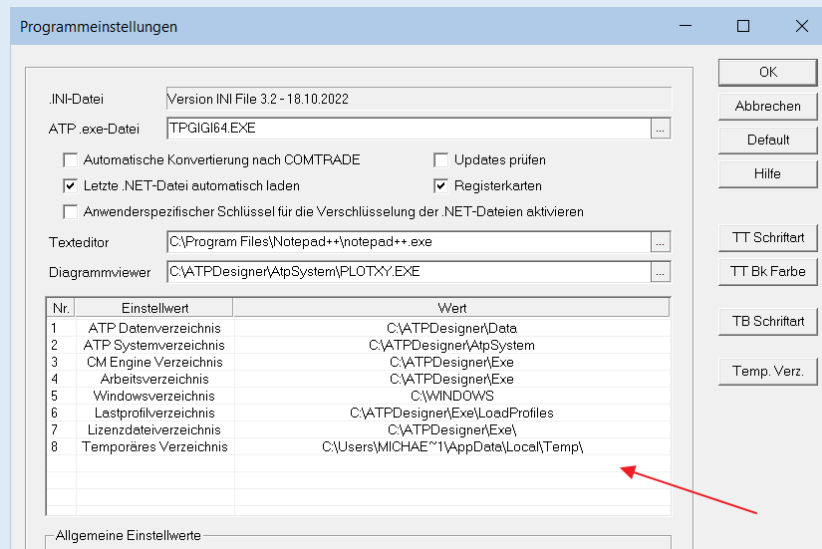 Programmeinstellungen
OK
.INI-Datei Version INI File 3.2 - 18.10.2022
Abbrechen
ATP .exe-Datei TPGIGI64.EXE ...
Default
Automatische Konvertierung nach COMTRADE Updates prüfen
Hilfe
Letzte .NET-Datei automatisch laden Registerkarten
Anwenderspezifischer Schlüssel für die Verschlüsselung der .NET-Dateien aktivieren
Texteditor C:\Program Files\Notepad++\notepad++.exe ...
TT Schriftart
Diagrammviewer C:\ATPDesigner\AtpSystem\PLOTXY.EXE ...
TT Bk Farbe
Nr. Einstellwert Wert
1 ATP Datenverzeichnis C:\ATPDesigner\Data
TB Schriftart
2 ATP Systemverzeichnis C:\ATPDesigner\AtpSystem
3 CM Engine Verzeichnis C:\ATPDesigner\Exe
4 Arbeitsverzeichnis C:\ATPDesigner\Exe
Temp. Verz.
5 Windowsverzeichnis C:\WINDOWS
6 Lastprofilverzeichnis C:\ATPDesigner\Exe\LoadProfiles
7 Lizenzdateiverzeichnis C:\ATPDesigner\Exe\
8 Temporäres Verzeichnis C:\Users\MICHAE~1\AppData\Local\Temp\
Allgemeine Einstellwerte